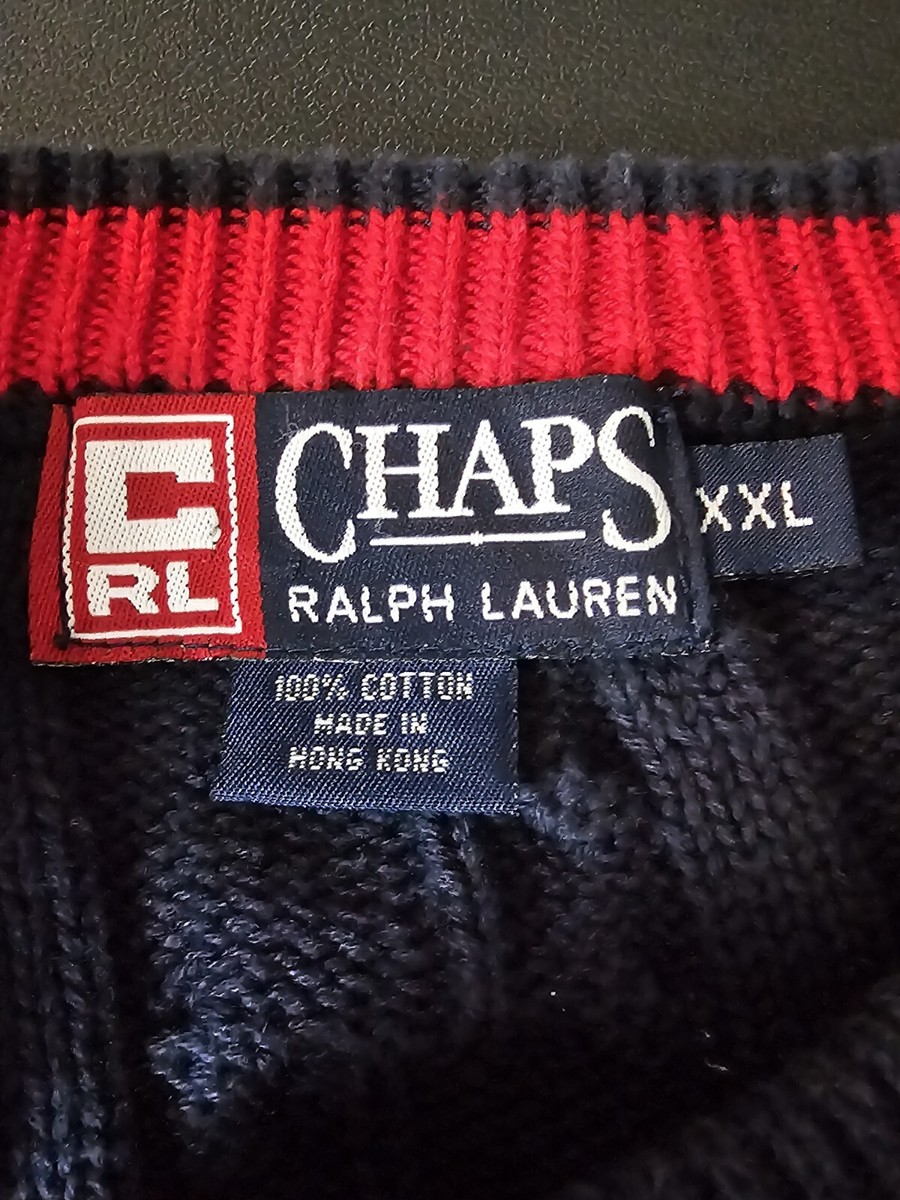 C
RL
CHAPS
RALPH LAUREN
XXL
100% COTTON
MADE IN
HONG KONG